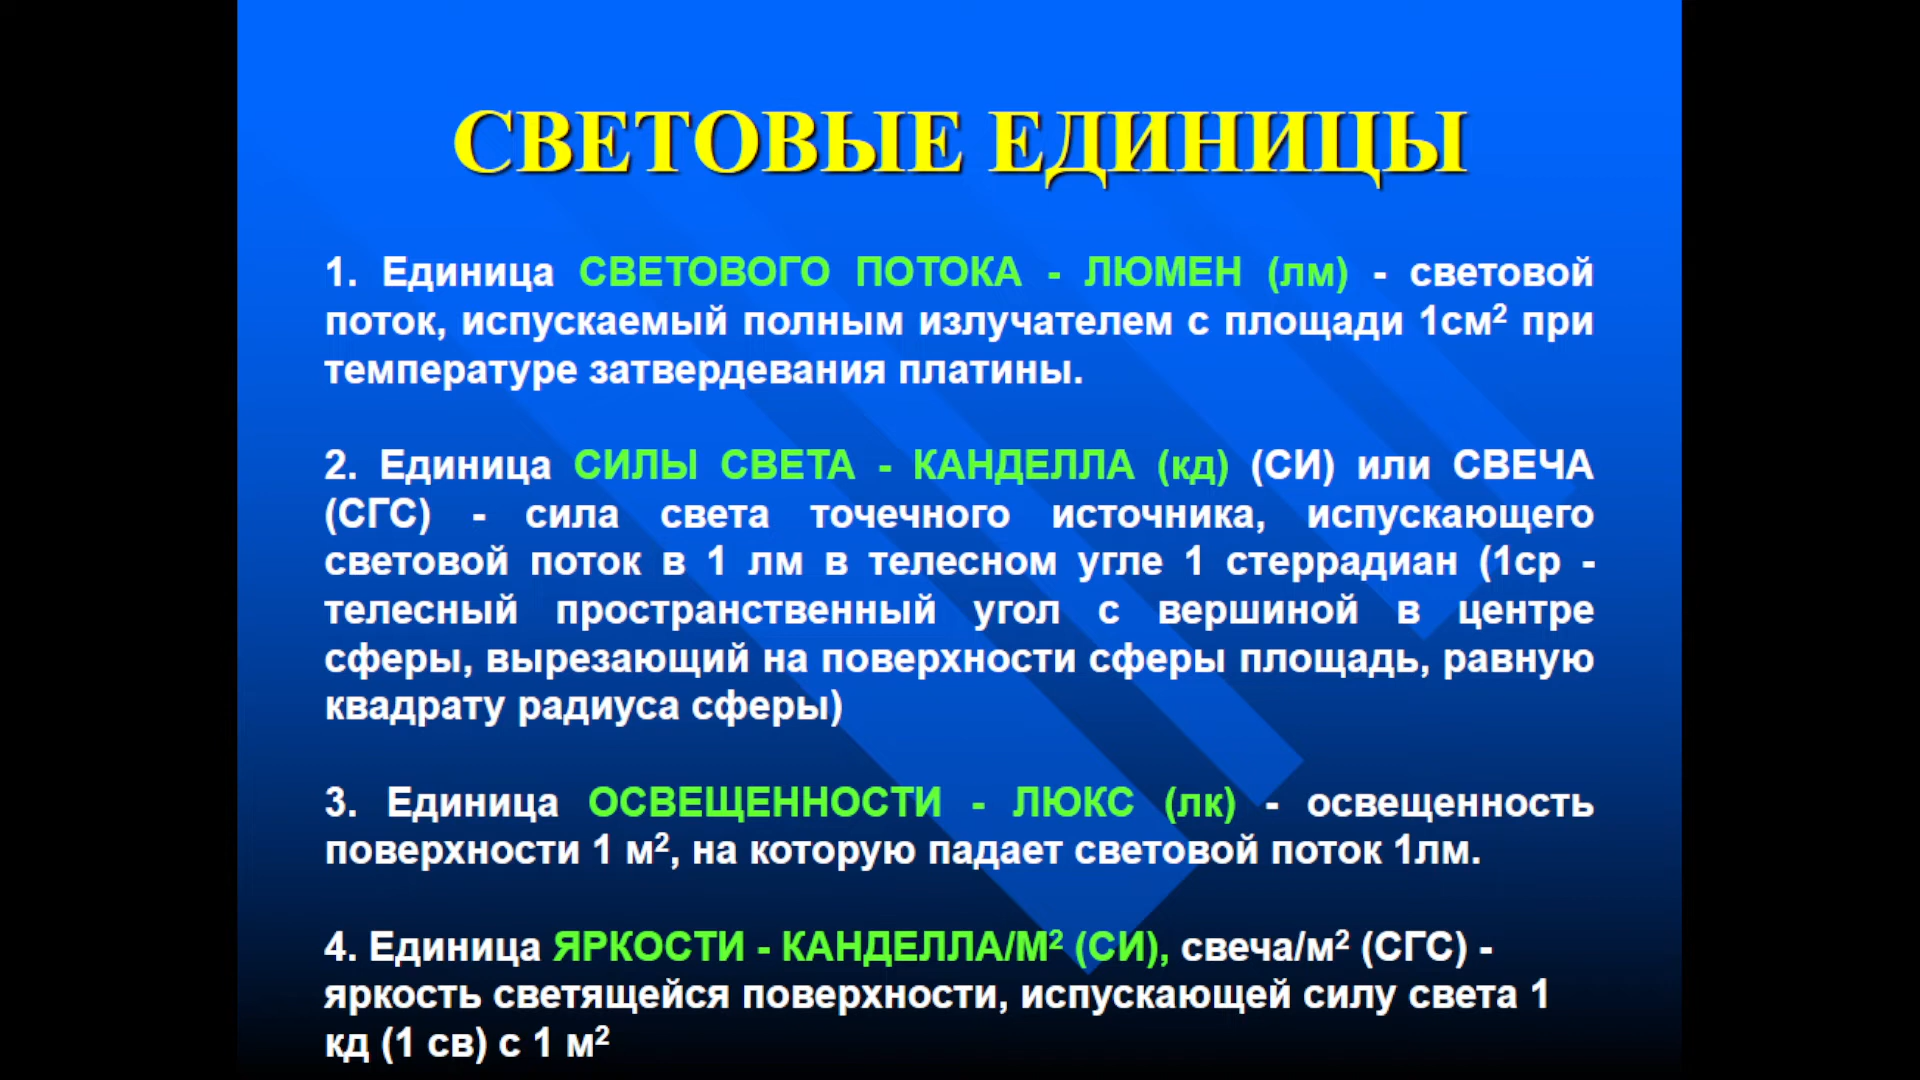 СВЕТОВЫЕ ЕДИНИЦЫ
1. Единица СВЕТОВОГО ПОТОКА - ЛЮМЕН (лм) - световой
поток, испускаемый полным излучателем с площади 1см² при
температуре затвердевания платины.
2. Единица СИЛЫ СВЕТА - КАНДЕЛЛА (кд) (СИ) или СВЕЧА
(СГС) - сила света точечного источника, испускающего
световой поток в 1 лм в телесном угле 1 стеррадиан (1ср -
телесный пространственный угол с вершиной в центре
сферы, вырезающий на поверхности сферы площадь, равную
квадрату радиуса сферы)
3. Единица ОСВЕЩЕННОСТИ - ЛЮКС (лк) - освещенность
поверхности 1 м², на которую падает световой поток 1лм.
4. Единица ЯРКОСТИ - КАНДЕЛЛА/М² (СИ), свеча/м² (СГС) -
яркость светящейся поверхности, испускающей силу света 1
кд (1 св) с 1 м²